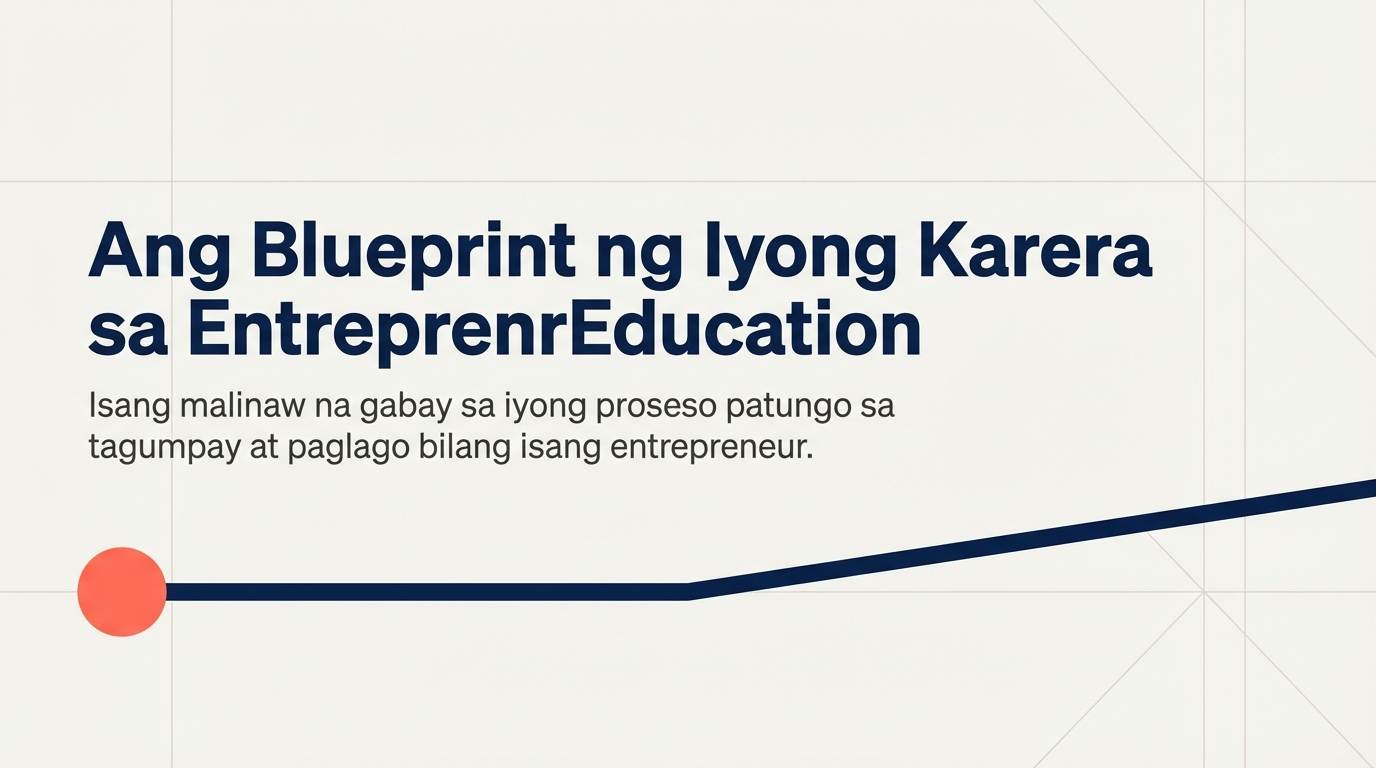 Ang Blueprint ng Iyong Karera
sa EntreprenrEducation
Isang malinaw na gabay sa iyong proseso patungo sa
tagumpay at paglago bilang isang entrepreneur.